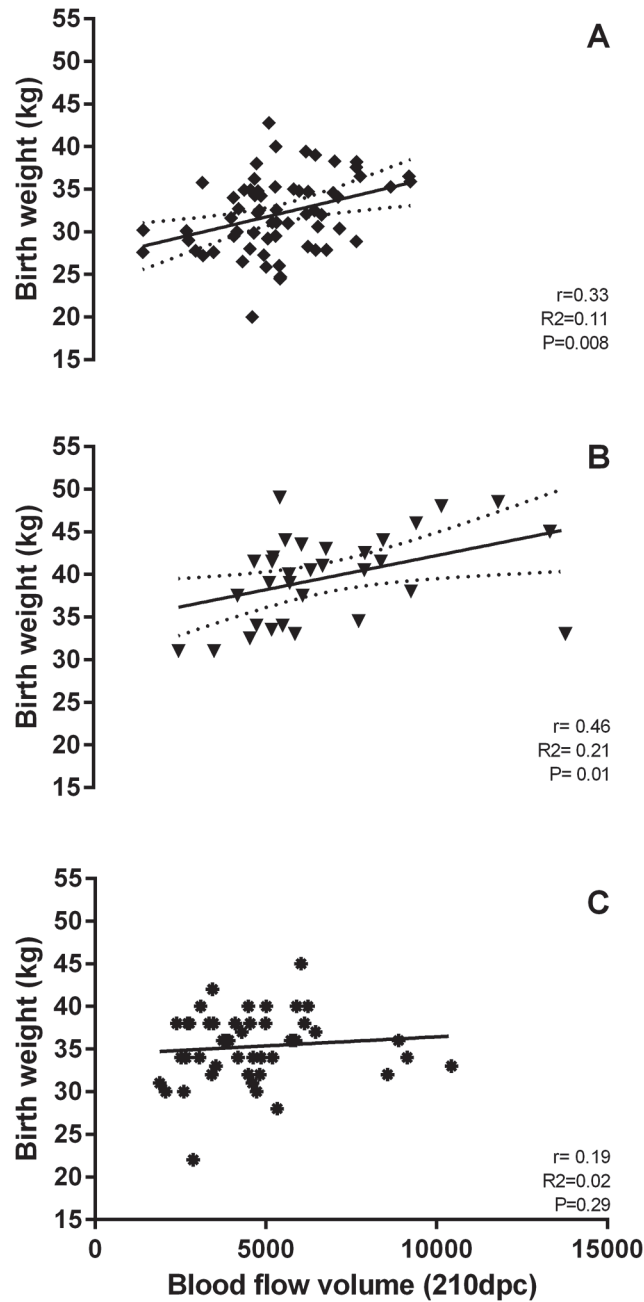 A
Birth weight (kg)
55
50
45
40
35
30
25
20
15
r=0.33
R2=0.11
P=0.008
B
Birth weight (kg)
55
50
45
40
35
30
25
20
15
r= 0.46
R2= 0.21
P= 0.01
C
Birth weight (kg)
55
50
45
40
35
30
25
20
15
r= 0.19
R2=0.02
P=0.29
0 5000 10000 15000
Blood flow volume (210dpc)